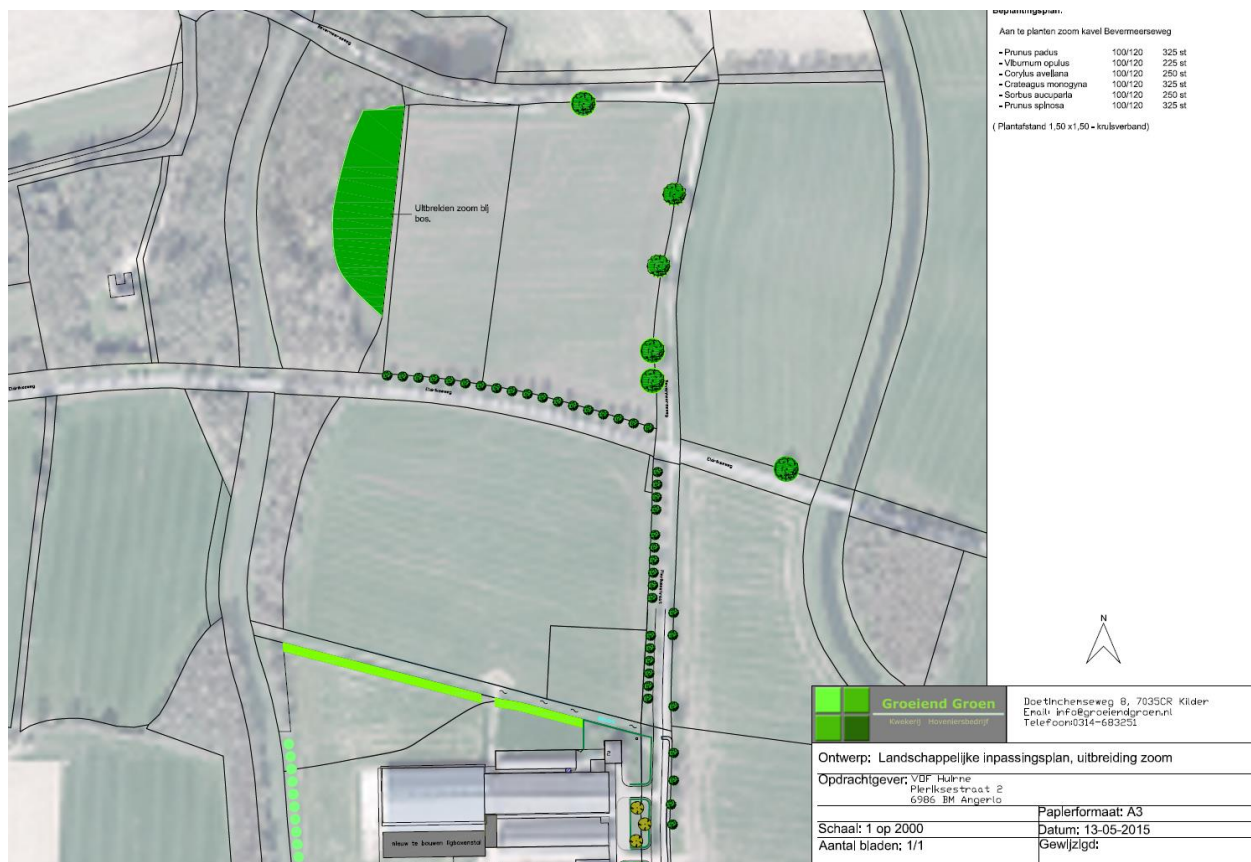 Beplantingsplan:
Aan te planten zoom kavel Bevermeerseweg
- Prunus padus 100/120 325 st
- Viburnum opulus 100/120 225 st
- Corylus avellana 100/120 250 st
- Crataegus monogyna 100/120 325 st
- Sorbus aucuparia 100/120 250 st
- Prunus spinosa 100/120 325 st
( Plantafstand 1,50 x1,50 - kruisverband)
Bevermeerseweg
Uitbreiden zoom bij
bos.
Bevermeerseweg
N
Nieuw te bouwen ligboxenstal
Groeiend Groen
Kwekerij Hoveniersbedrijf
Doetinchemseweg 8, 7035CR Kilder
Email: info@groeiendgroen.nl
Telefoon:0314-683251
Ontwerp: Landschappelijke inpassingsplan, uitbreiding zoom
Opdrachtgever: VOF Huirne
Pieriksestraat 2
6986 BM Angerlo
Papierformaat: A3
Schaal: 1 op 2000
Datum: 13-05-2015
Aantal bladen: 1/1
Gewijzigd: